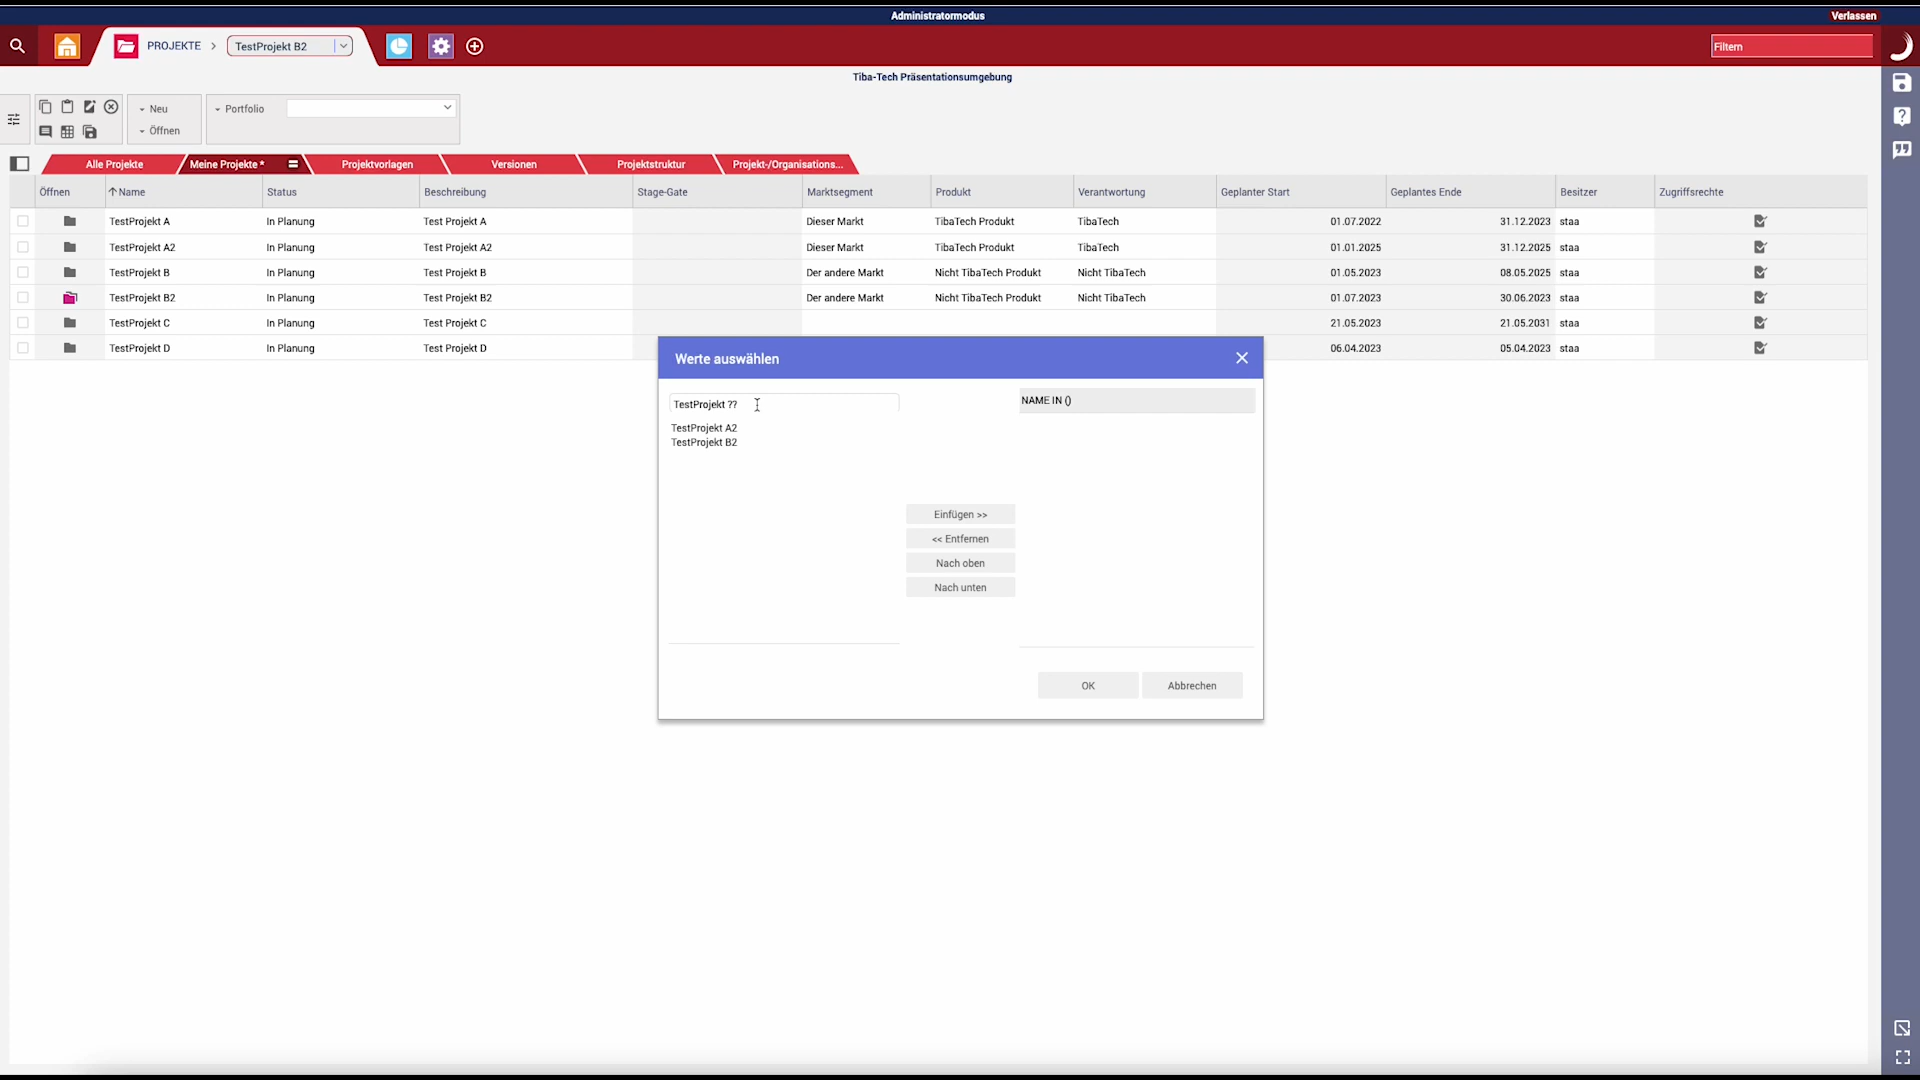 Administratormodus
Verlassen
PROJEKTE > TestProjekt B2
Filtern
Tiba-Tech Präsentationsumgebung
Neu
Portfolio
Öffnen
Alle Projekte
Meine Projekte *
Projektvorlagen
Versionen
Projektstruktur
Projekt-/Organisations...
Öffnen Name Status Beschreibung Stage-Gate Marktsegment Produkt Verantwortung Geplanter Start Geplantes Ende Besitzer Zugriffsrechte
TestProjekt A In Planung Test Projekt A Dieser Markt TibaTech Produkt TibaTech 01.07.2022 31.12.2023 staa
TestProjekt A2 In Planung Test Projekt A2 Dieser Markt TibaTech Produkt TibaTech 01.01.2025 31.12.2025 staa
TestProjekt B In Planung Test Projekt B Der andere Markt Nicht TibaTech Produkt Nicht TibaTech 01.05.2023 08.05.2025 staa
TestProjekt B2 In Planung Test Projekt B2 Der andere Markt Nicht TibaTech Produkt Nicht TibaTech 01.07.2023 30.06.2023 staa
TestProjekt C In Planung Test Projekt C 21.05.2023 21.05.2031 staa
TestProjekt D In Planung Test Projekt D 06.04.2023 05.04.2023 staa
Werte auswählen
TestProjekt ??
NAME IN ()
TestProjekt A2
TestProjekt B2
Einfügen >>
<< Entfernen
Nach oben
Nach unten
OK
Abbrechen